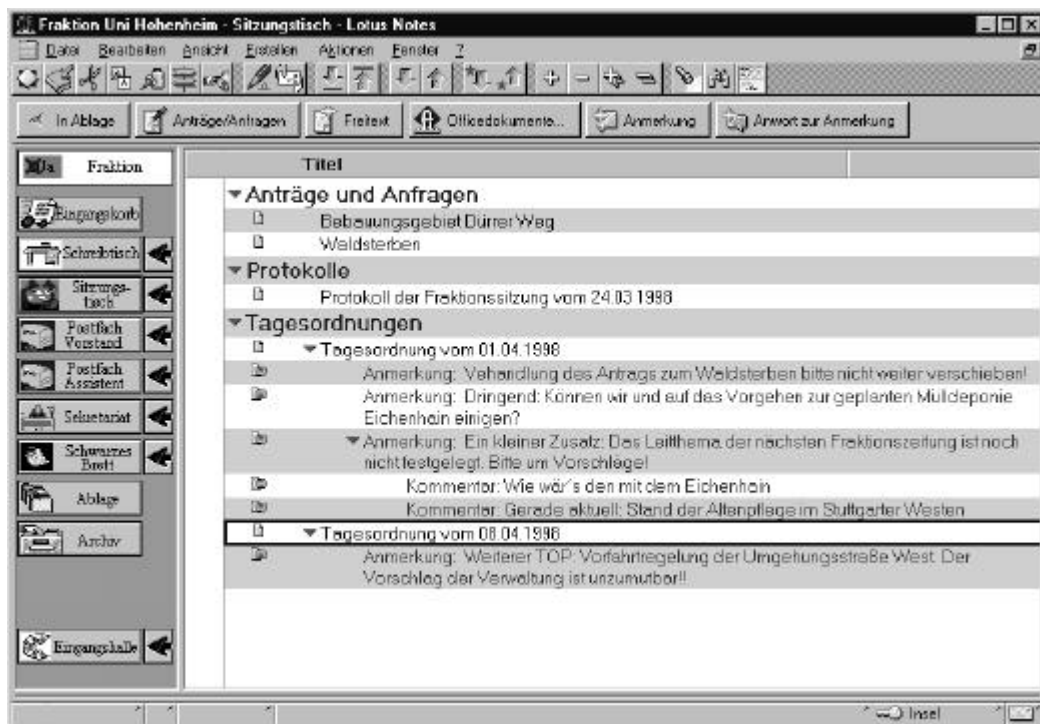 Fraktion Uni Hohenheim - Sitzungstisch - Lotus Notes
Datei Bearbeiten Ansicht Erstellen Aktionen Fenster ?
In Ablage Anträge/Anfragen Freitext Officedokumente... Anmerkung Anwort zur Anmerkung
Fraktion
Eingangskorb
Schreibtisch
Sitzungs-
tisch
Postfach
Vorstand
Postfach
Assistent
Sekretariat
Schwarzes
Brett
Ablage
Archiv
Eingangshalle
Titel
Anträge und Anfragen
Bebauungsgebiet Dürrer Weg
Waldsterben
Protokolle
Protokoll der Fraktionssitzung vom 24.03.1998
Tagesordnungen
Tagesordnung vom 01.04.1998
Anmerkung: Vehandlung des Antrags zum Waldsterben bitte nicht weiter verschieben!
Anmerkung: Dringend: Können wir und auf das Vorgehen zur geplanten Mülldeponie
Eichenhain einigen?
Anmerkung: Ein kleiner Zusatz: Das Leitthema der nächsten Fraktionszeitung ist noch
nicht festgelegt. Bitte um Vorschläge!
Kommentar: Wie wär's den mit dem Eichenhain
Kommentar: Gerade aktuell: Stand der Altenpflege im Stuttgarter Westen
Tagesordnung vom 08.04.1998
Anmerkung: Weiterer TOP: Vorfahrtregelung der Umgehungsstraße West. Der
Vorschlag der Verwaltung ist unzumutbar!!
Insel